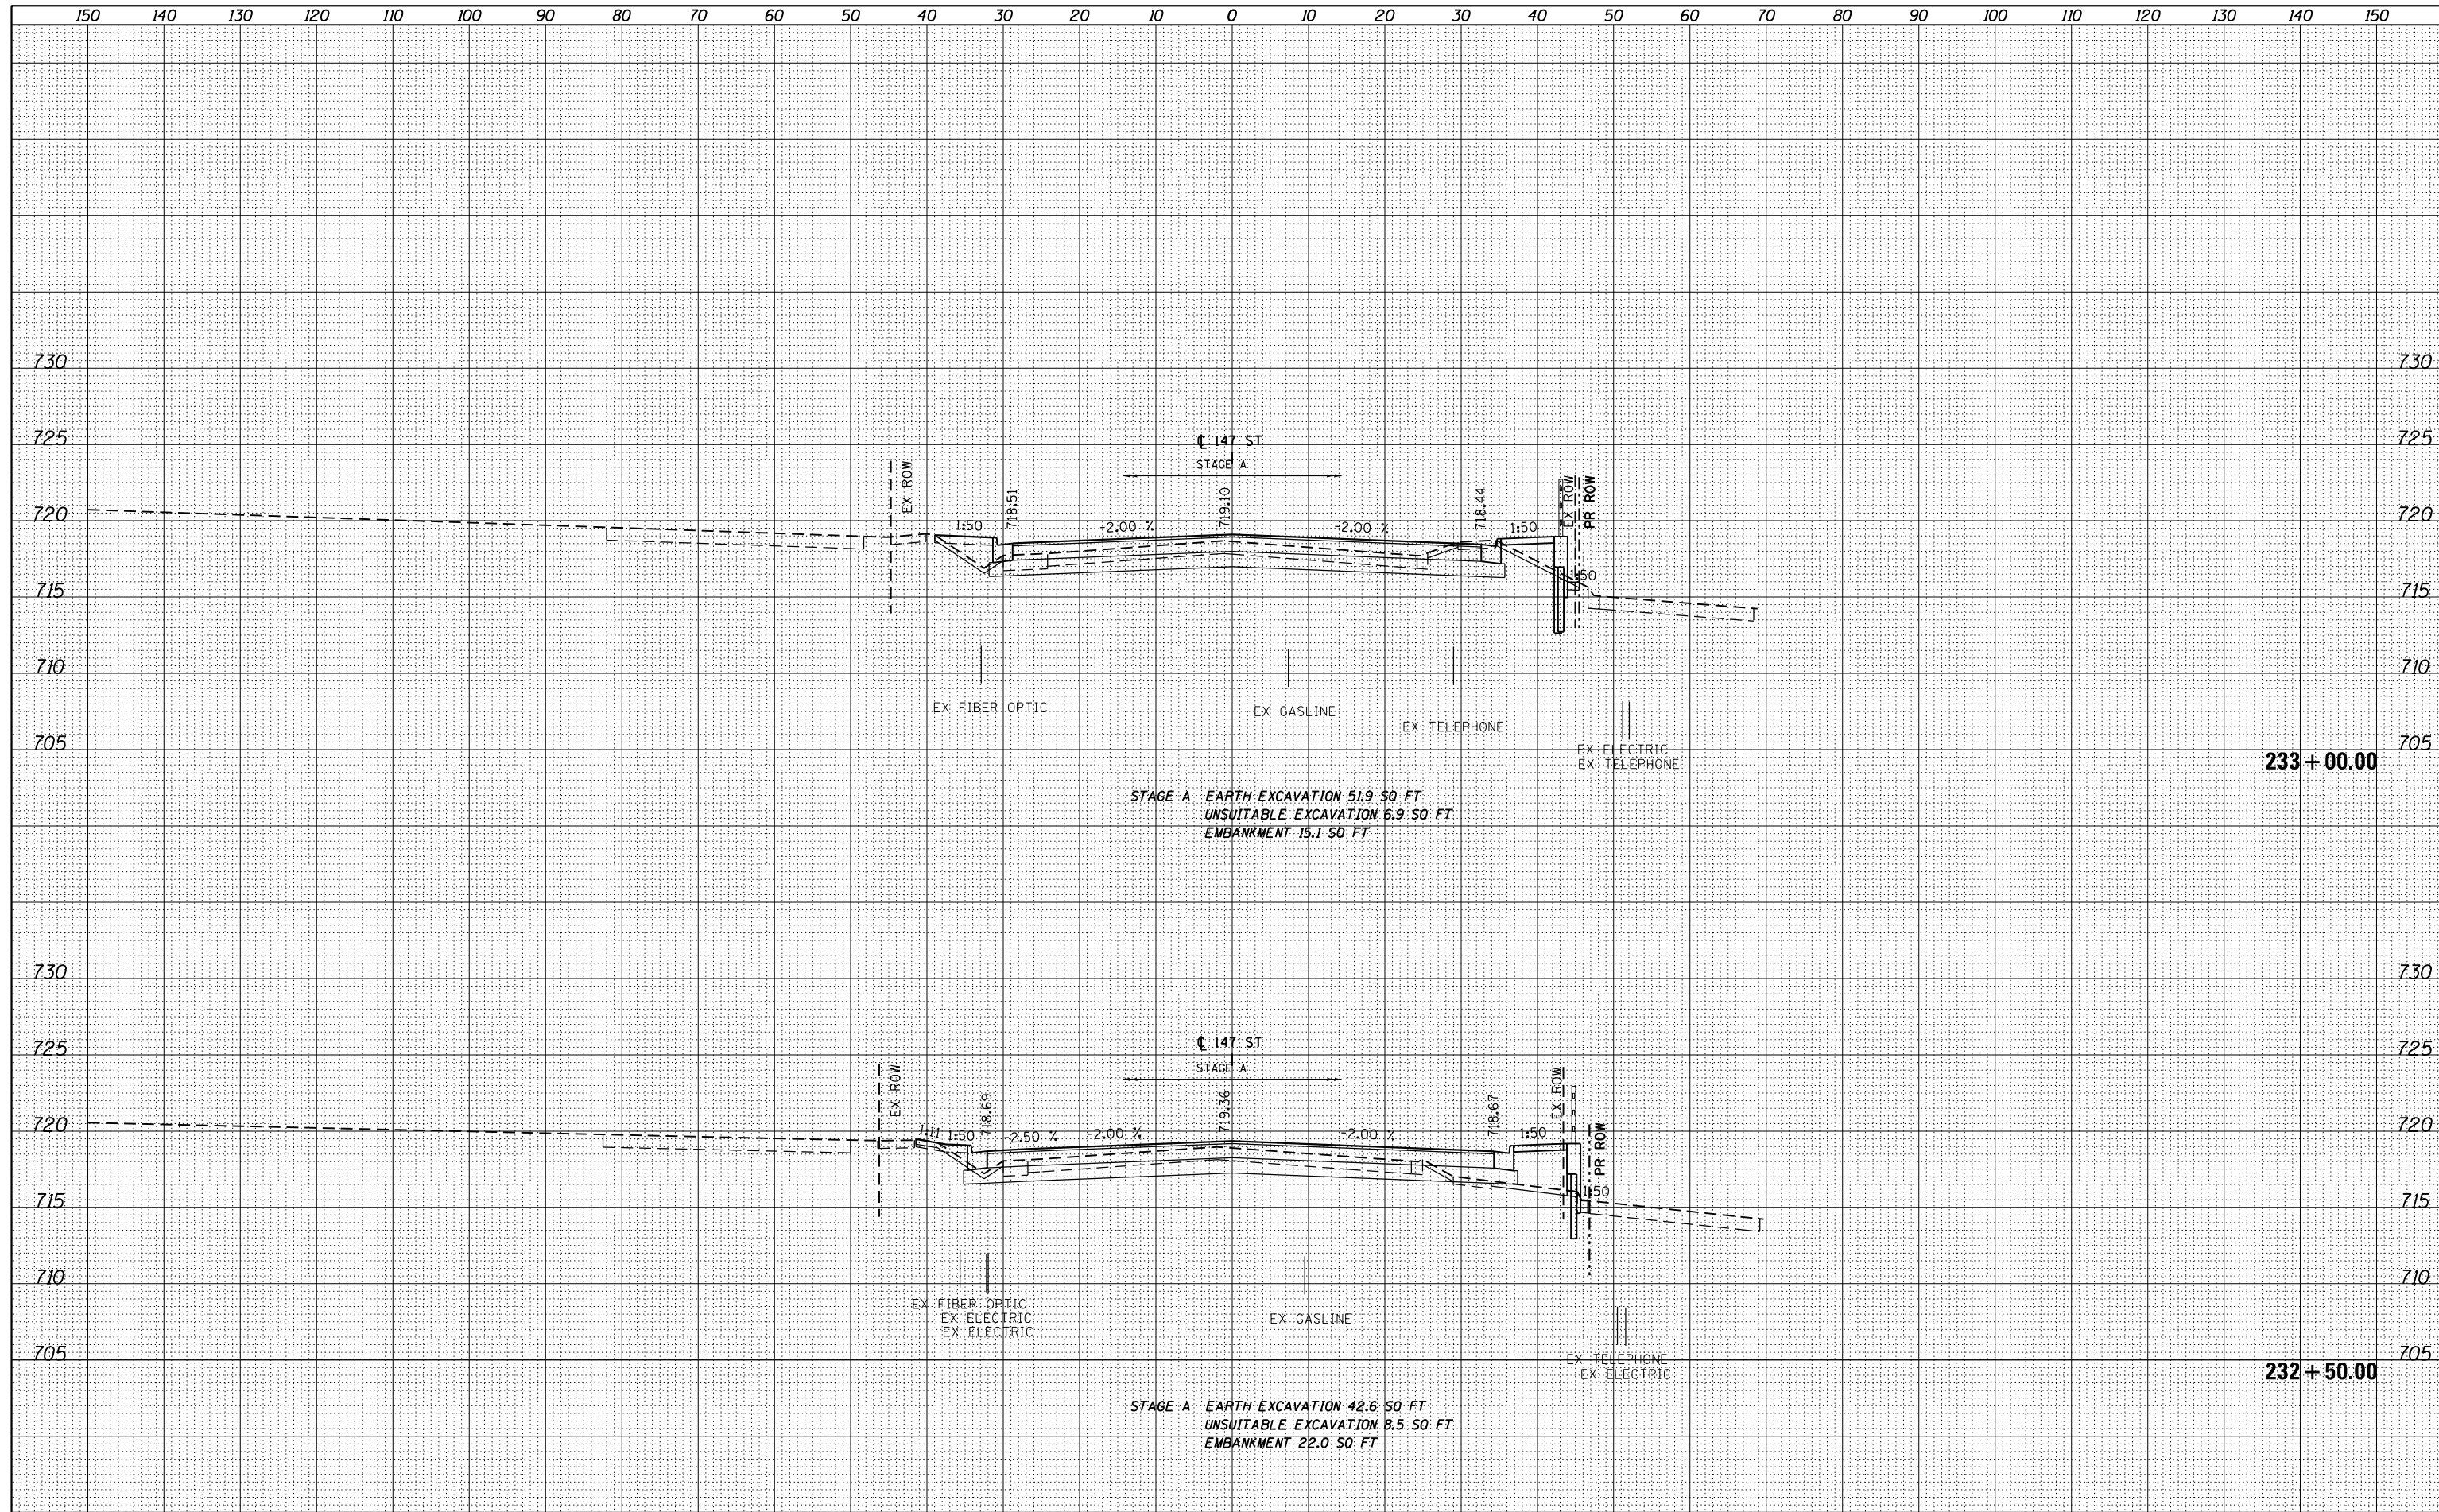 150 140 130 120 110 100 90 80 70 60 50 40 30 20 10 0 10 20 30 40 50 60 70 80 90 100 110 120 130 140 150
730 730
725 725
℄ 147 ST
STAGE A
EX ROW
718.51
719.10
718.44
EX ROW
PR ROW
720 720
1:50 -2.00 % -2.00 % 1:50
1:50
715 715
710 710
EX FIBER OPTIC
EX GASLINE
EX TELEPHONE
705 705
EX ELECTRIC
EX TELEPHONE
233+00.00
STAGE A EARTH EXCAVATION 51.9 SQ FT
UNSUITABLE EXCAVATION 6.9 SQ FT
EMBANKMENT 15.1 SQ FT
730 730
725 725
℄ 147 ST
STAGE A
EX ROW
718.69
719.36
718.67
EX ROW
PR ROW
720 720
1:11 1:50 -2.50 % -2.00 % -2.00 % 1:50
1:50
715 715
710 710
EX FIBER OPTIC
EX ELECTRIC
EX ELECTRIC
EX GASLINE
705 705
EX TELEPHONE
EX ELECTRIC
232+50.00
STAGE A EARTH EXCAVATION 42.6 SQ FT
UNSUITABLE EXCAVATION 8.5 SQ FT
EMBANKMENT 22.0 SQ FT